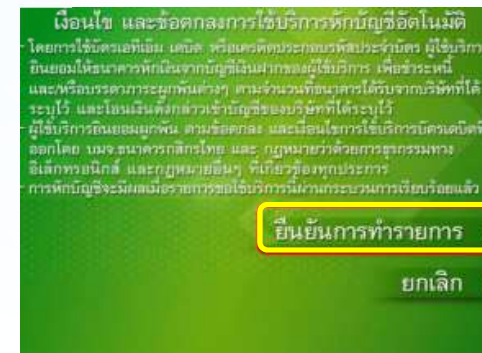 เงื่อนไข และข้อตกลงการใช้บริการหักบัญชีอัตโนมัติ
- โดยการใช้บัตรเอทีเอ็ม เดบิต หรือเครดิตประกอบรหัสประจำบัตร ผู้ใช้บริการ
ยินยอมให้ธนาคารหักเงินจากบัญชีเงินฝากของผู้ใช้บริการ เพื่อชำระหนี้
และ/หรือบรรดาภาระผูกพันต่างๆ ตามจำนวนที่ธนาคารได้รับจากบริษัทที่ได้
ระบุไว้ และโอนเงินดังกล่าวเข้าบัญชีของบริษัทที่ได้ระบุไว้
- ผู้ใช้บริการยินยอมผูกพัน ตามข้อตกลง และเงื่อนไขการใช้บริการบัตรเดบิตที่
ออกโดย บมจ.ธนาคารกสิกรไทย และ กฎหมายว่าด้วยการธุรกรรมทาง
อิเล็กทรอนิกส์ และกฎหมายอื่นๆ ที่เกี่ยวข้องทุกประการ
- การหักบัญชีจะมีผลเมื่อรายการขอใช้บริการนี้ผ่านกระบวนการเรียบร้อยแล้ว
ยืนยันการทำรายการ
ยกเลิก